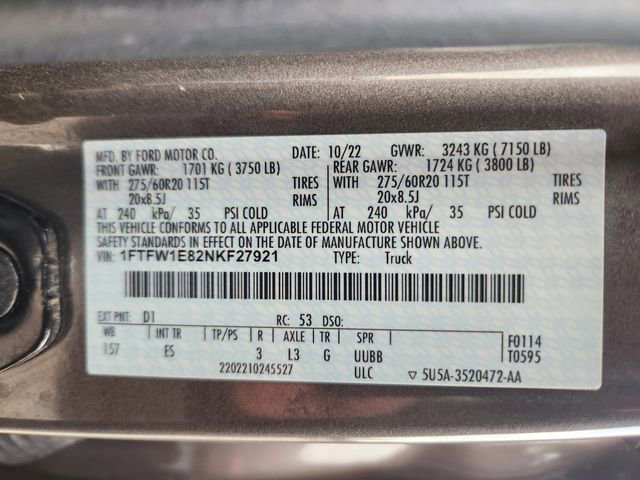 MFD. BY FORD MOTOR CO. DATE: 10/22 GVWR: 3243 KG ( 7150 LB)
FRONT GAWR: 1701 KG ( 3750 LB) REAR GAWR: 1724 KG ( 3800 LB)
WITH 275/60R20 115T TIRES WITH 275/60R20 115T TIRES
20x8.5J RIMS 20x8.5J RIMS
AT 240 kPa/ 35 PSI COLD AT 240 kPa/ 35 PSI COLD
THIS VEHICLE CONFORMS TO ALL APPLICABLE FEDERAL MOTOR VEHICLE
SAFETY STANDARDS IN EFFECT ON THE DATE OF MANUFACTURE SHOWN ABOVE.
VIN: 1FTFW1E82NKF27921 TYPE: Truck
EXT PNT: D1 RC: 53 DSO:
WB INT TR TP/PS R AXLE TR SPR F0114
157 ES 3 L3 G UUBB T0595
2202210245527 ULC ▽ 5U5A-3520472-AA